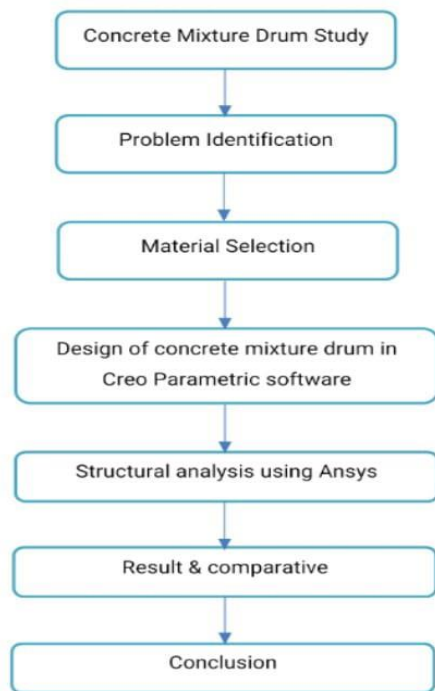 Concrete Mixture Drum Study
Problem Identification
Material Selection
Design of concrete mixture drum in
Creo Parametric software
Structural analysis using Ansys
Result & comparative
Conclusion